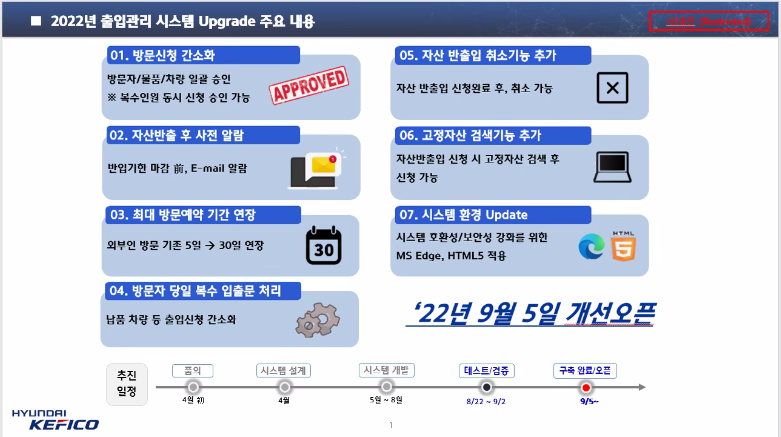 ■ 2022년 출입관리 시스템 Upgrade 주요 내용
01. 방문신청 간소화
방문자/물품/차량 일괄 승인
※ 복수인원 동시 신청 승인 가능
APPROVED
02. 자산반출 후 사전 알람
반입기한 마감 前, E-mail 알람
03. 최대 방문예약 기간 연장
외부인 방문 기존 5일 → 30일 연장
30
04. 방문자 당일 복수 입출문 처리
납품 차량 등 출입신청 간소화
05. 자산 반출입 취소기능 추가
자산 반출입 신청완료 후, 취소 가능
06. 고정자산 검색기능 추가
자산반출입 신청 시 고정자산 검색 후
신청 가능
07. 시스템 환경 Update
시스템 호환성/보안성 강화를 위한
MS Edge, HTML5 적용
HTML
5
‘22년 9월 5일 개선오픈
추진
일정
품의
시스템 설계
시스템 개발
테스트/검증
구축 완료/오픈
4월 初
4월
5월 ~ 8월
8/22 ~ 9/2
9/5~
HYUNDAI
KEFICO
1